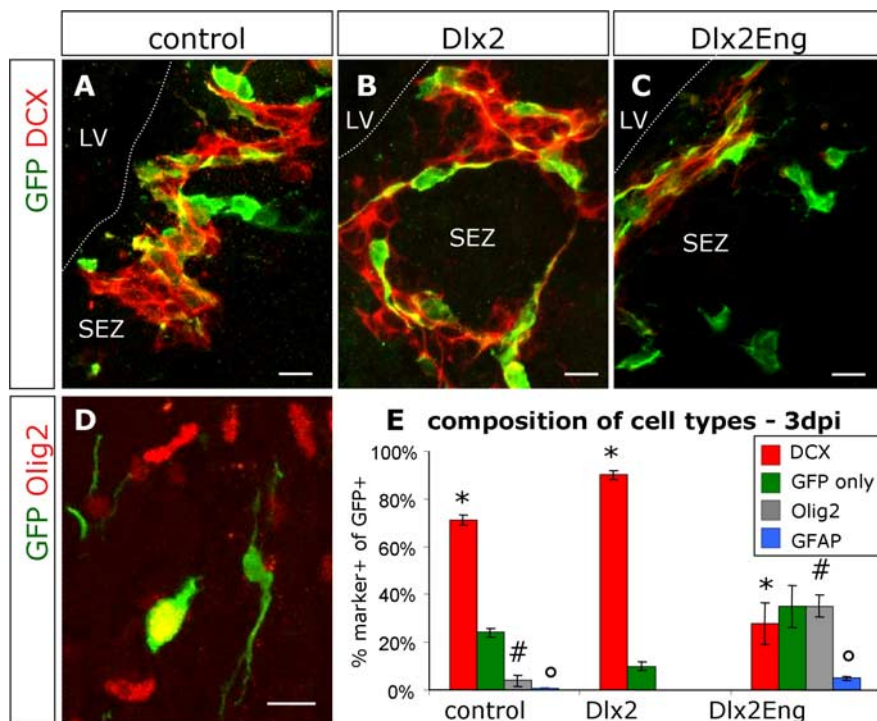 control
Dlx2
Dlx2Eng
GFP DCX
A
LV
SEZ
B
LV
SEZ
C
LV
SEZ
GFP Olig2
D
E composition of cell types - 3dpi
% marker+ of GFP+
100%
80%
60%
40%
20%
0%
*
*
*
#
#
°
°
DCX
GFP only
Olig2
GFAP
control
Dlx2
Dlx2Eng